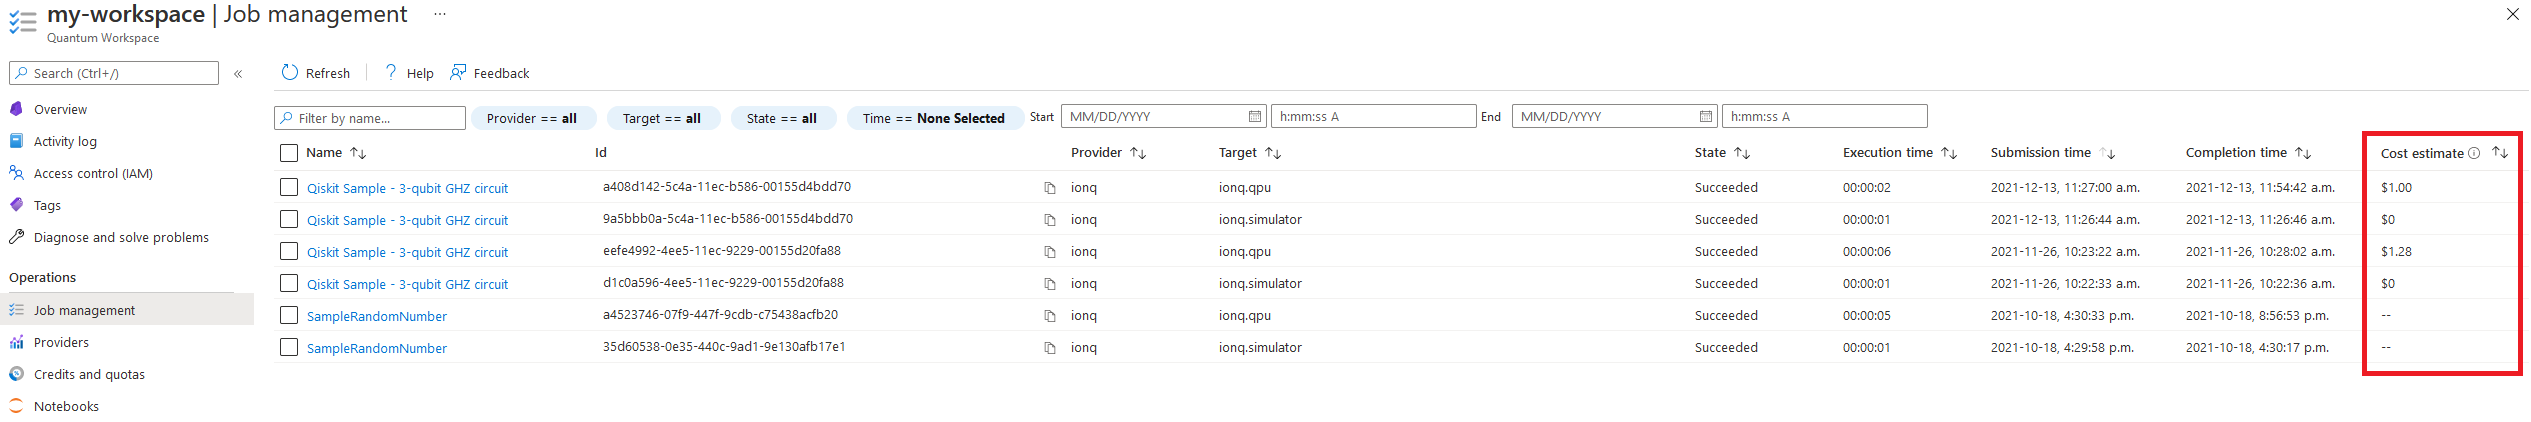 my-workspace | Job management ...
Quantum Workspace
Search (Ctrl+/) «
Overview
Activity log
Access control (IAM)
Tags
Diagnose and solve problems
Operations
Job management
Providers
Credits and quotas
Notebooks
Refresh Help Feedback
Filter by name... Provider == all Target == all State == all Time == None Selected Start MM/DD/YYYY h:mm:ss A End MM/DD/YYYY h:mm:ss A
Name Id Provider Target State Execution time Submission time Completion time Cost estimate
Qiskit Sample - 3-qubit GHZ circuit a408d142-5c4a-11ec-b586-00155d4bdd70 ionq ionq.qpu Succeeded 00:00:02 2021-12-13, 11:27:00 a.m. 2021-12-13, 11:54:42 a.m. $1.00
Qiskit Sample - 3-qubit GHZ circuit 9a5bbb0a-5c4a-11ec-b586-00155d4bdd70 ionq ionq.simulator Succeeded 00:00:01 2021-12-13, 11:26:44 a.m. 2021-12-13, 11:26:46 a.m. $0
Qiskit Sample - 3-qubit GHZ circuit eefe4992-4ee5-11ec-9229-00155d20fa88 ionq ionq.qpu Succeeded 00:00:06 2021-11-26, 10:23:22 a.m. 2021-11-26, 10:28:02 a.m. $1.28
Qiskit Sample - 3-qubit GHZ circuit d1c0a596-4ee5-11ec-9229-00155d20fa88 ionq ionq.simulator Succeeded 00:00:01 2021-11-26, 10:22:33 a.m. 2021-11-26, 10:22:36 a.m. $0
SampleRandomNumber a4523746-07f9-447f-9cdb-c75438acfb20 ionq ionq.qpu Succeeded 00:00:05 2021-10-18, 4:30:33 p.m. 2021-10-18, 8:56:53 p.m. --
SampleRandomNumber 35d60538-0e35-440c-9ad1-9e130afb17e1 ionq ionq.simulator Succeeded 00:00:01 2021-10-18, 4:29:58 p.m. 2021-10-18, 4:30:17 p.m. --